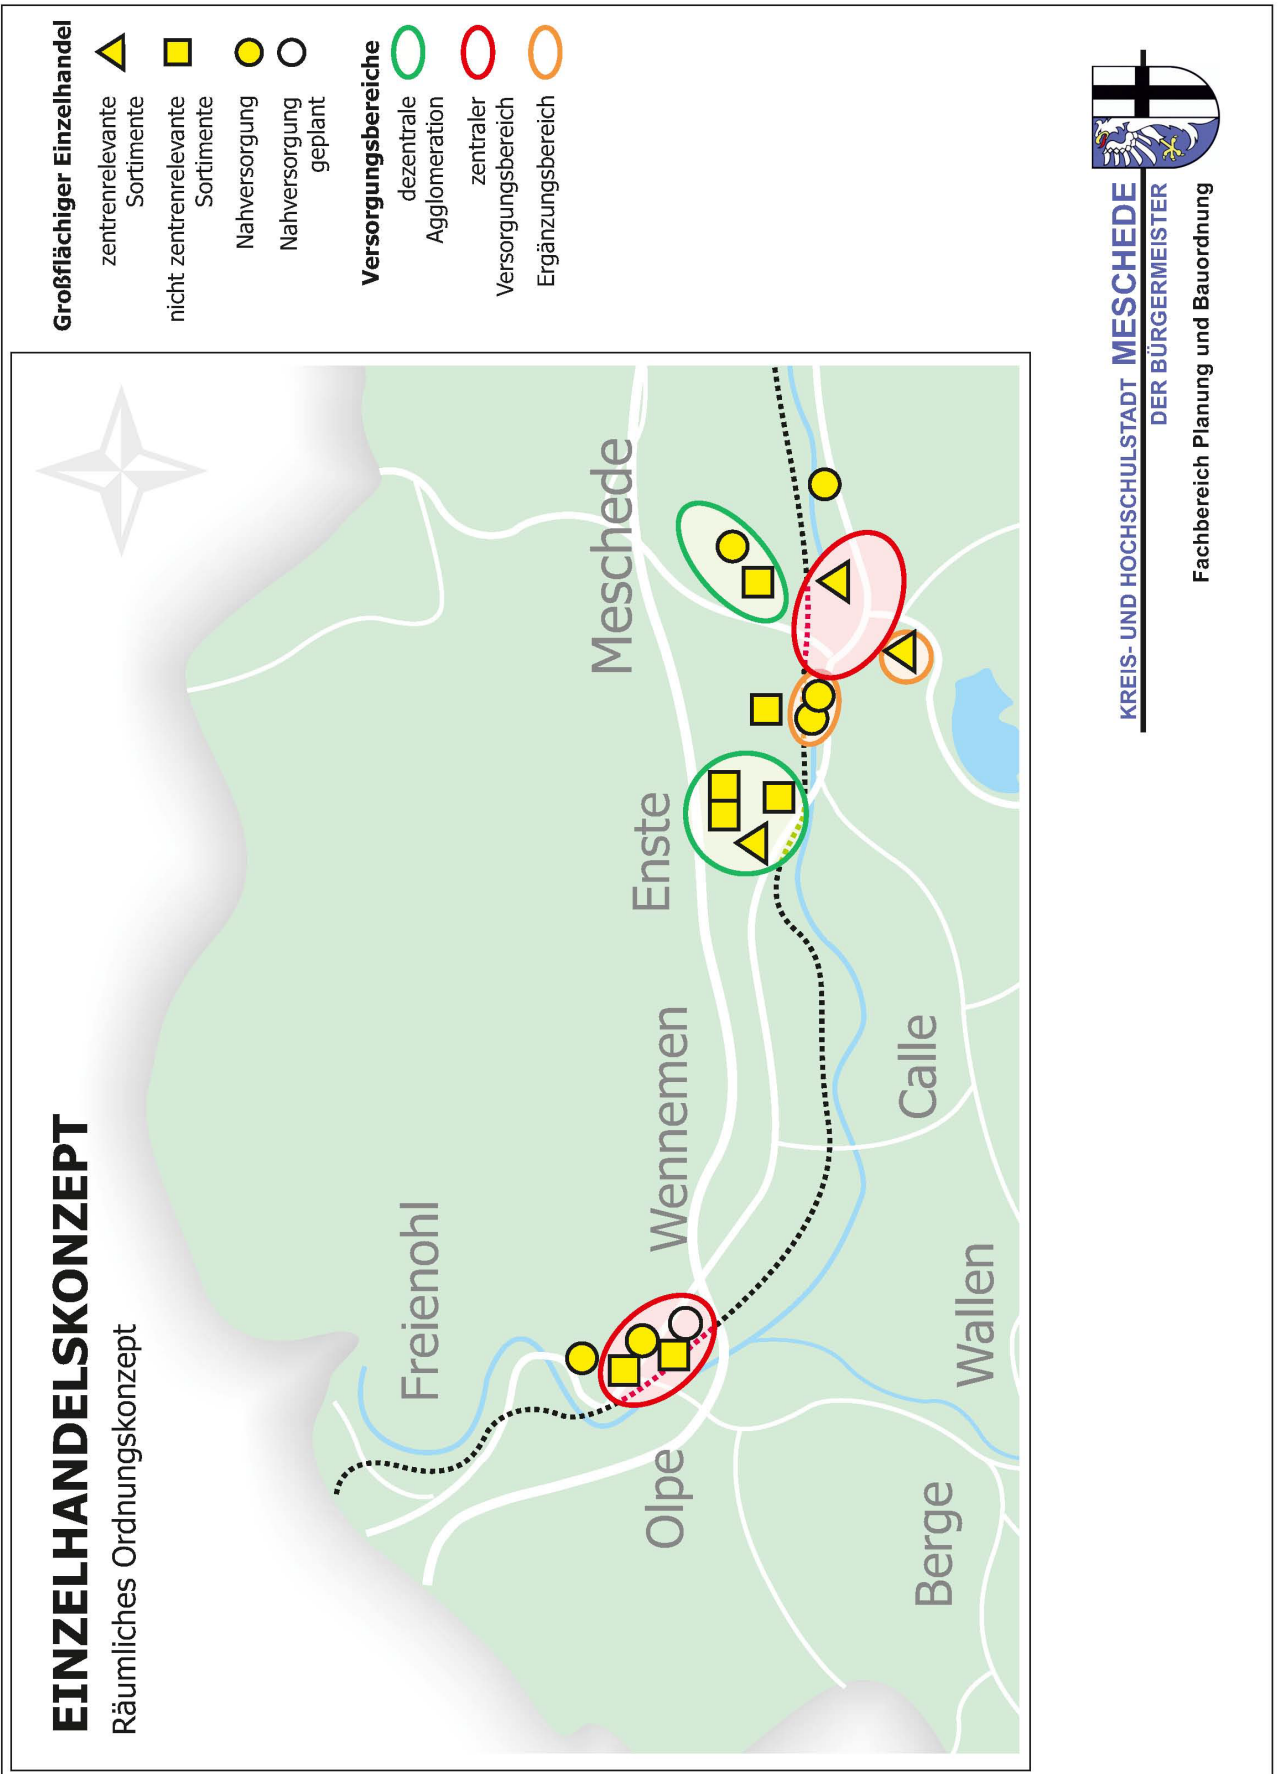 EINZELHANDELSKONZEPT
Räumliches Ordnungskonzept
Freienohl
Olpe
Wennemen
Enste
Meschede
Berge
Wallen
Calle
Großflächiger Einzelhandel
zentrenrelevante
Sortimente
nicht zentrenrelevante
Sortimente
Nahversorgung
Nahversorgung
geplant
Versorgungsbereiche
dezentrale
Agglomeration
zentraler
Versorgungsbereich
Ergänzungsbereich
KREIS- UND HOCHSCHULSTADT MESCHEDE
DER BÜRGERMEISTER
Fachbereich Planung und Bauordnung